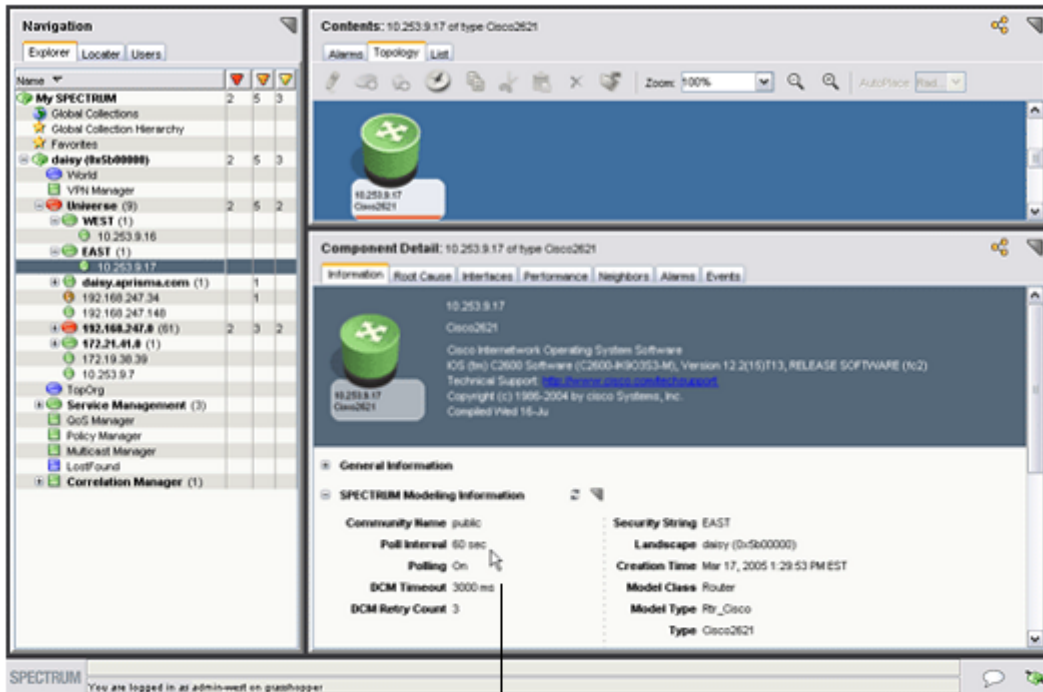 Navigation
Explorer Locater Users
Name
My SPECTRUM 2 5 3
Global Collections
Global Collection Hierarchy
Favorites
daisy (0x5b00000) 2 5 3
World
VPN Manager
Universe (9) 2 5 2
WEST (1)
10.253.9.16
EAST (1)
10.253.9.17
daisy.aprisma.com (1) 1
192.168.247.34 1
192.168.247.148
192.168.247.0 (61) 2 3 2
172.21.41.0 (1)
172.19.38.39
10.253.9.7
TopOrg
Service Management (3)
QoS Manager
Policy Manager
Multicast Manager
LostFound
Correlation Manager (1)
Contents: 10.253.9.17 of type Cisco2621
Alarms Topology List
Zoom: 100% AutoPlace Rad...
10.253.9.17
Cisco2621
Component Detail: 10.253.9.17 of type Cisco2621
Information Root Cause Interfaces Performance Neighbors Alarms Events
10.253.9.17
Cisco2621
Cisco Internetwork Operating System Software
IOS (tm) C2600 Software (C2600-IK9O3S3-M), Version 12.2(15)T13, RELEASE SOFTWARE (fc2)
Technical Support: http://www.cisco.com/techsupport
Copyright (c) 1986-2004 by cisco Systems, Inc.
Compiled Wed 16-Ju
10.253.9.17
Cisco2621
General Information
SPECTRUM Modeling Information
Community Name public
Poll Interval 60 sec
Polling On
DCM Timeout 3000 ms
DCM Retry Count 3
Security String EAST
Landscape daisy (0x5b00000)
Creation Time Mar 17, 2005 1:29:53 PM EST
Model Class Router
Model Type Rtr_Cisco
Type Cisco2621
SPECTRUM
You are logged in as admin-west on grasshopper